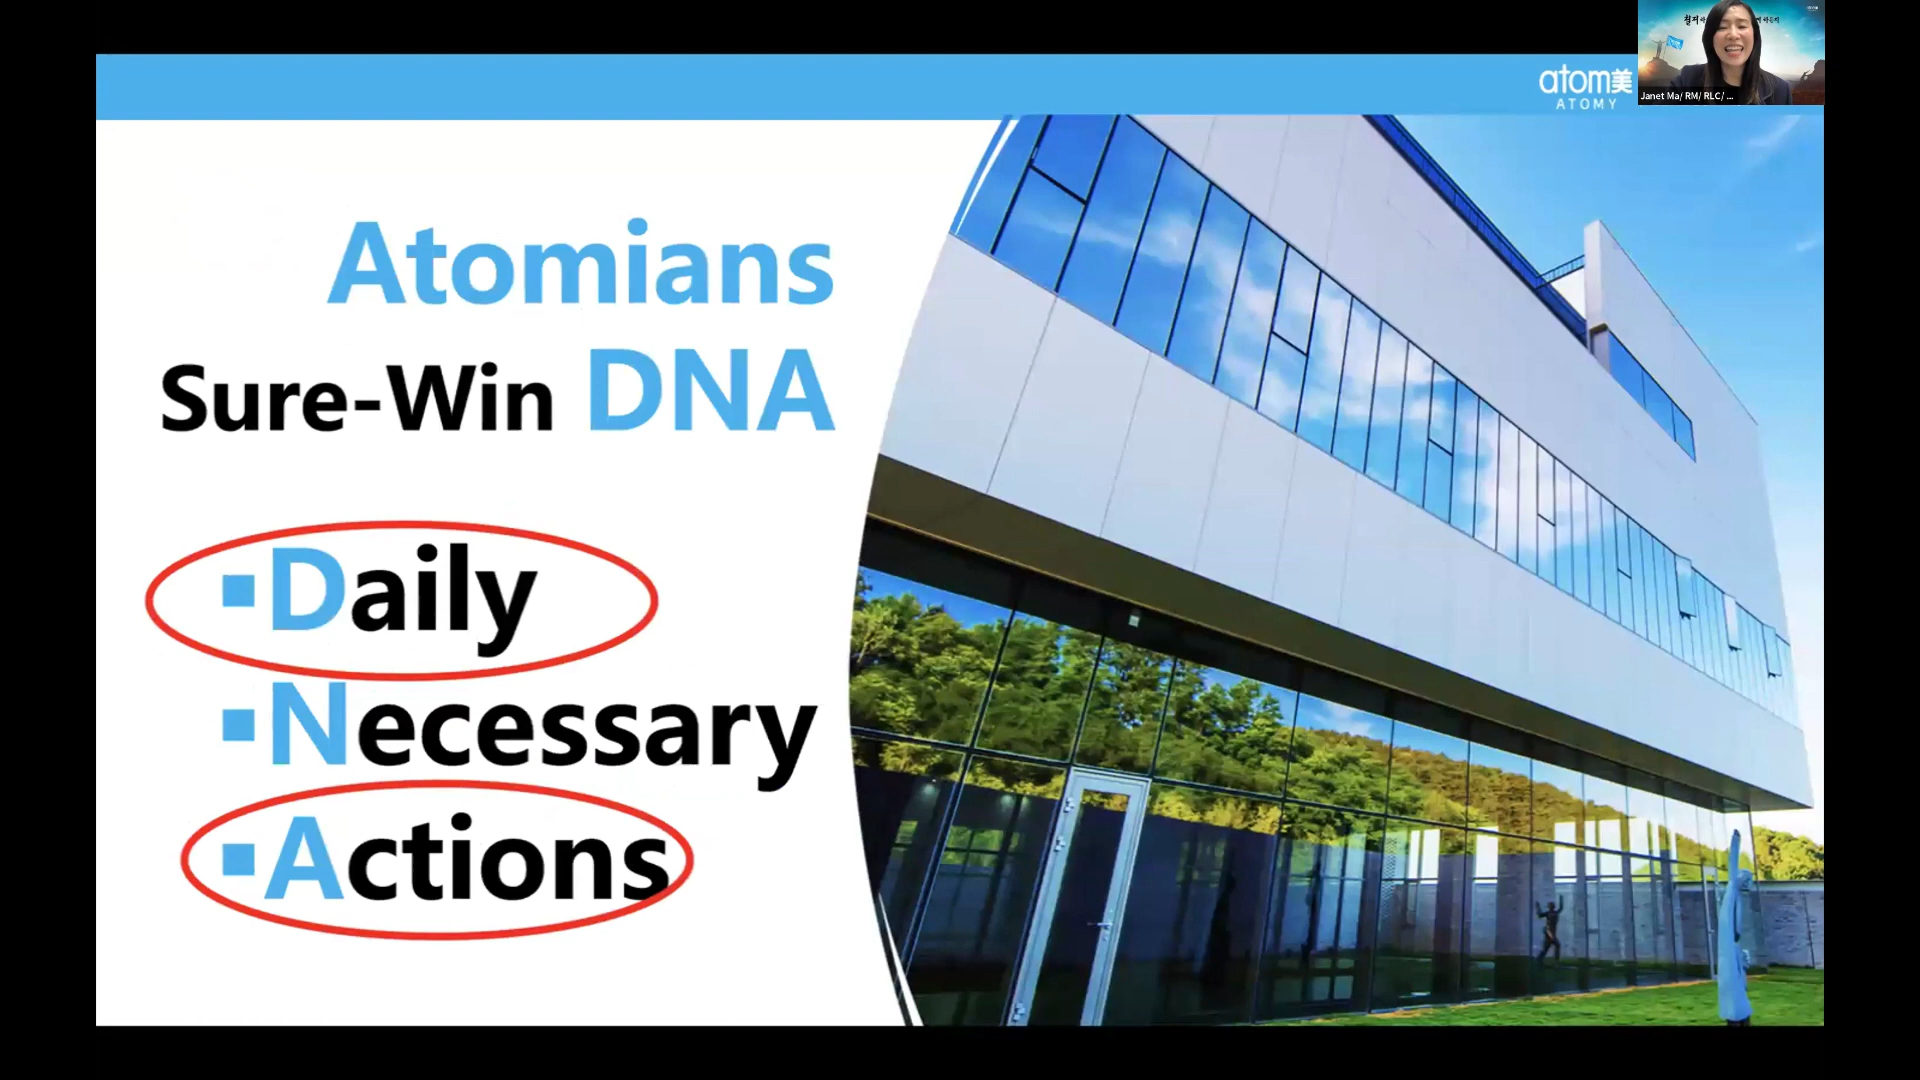 atom美
ATOMY
Janet Ma/ RM/ RLC/ ...
Atomians
Sure-Win DNA
▪Daily
▪Necessary
▪Actions